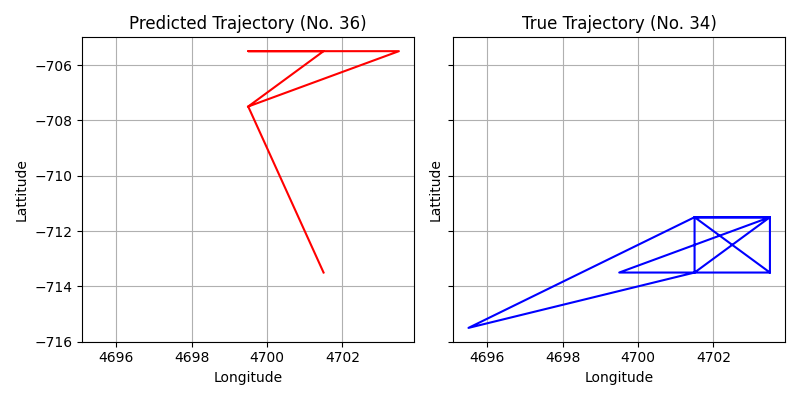 Predicted Trajectory (No. 36)
−706
−708
−710
−712
−714
−716
Lattitude
4696 4698 4700 4702
Longitude
True Trajectory (No. 34)
Lattitude
4696 4698 4700 4702
Longitude